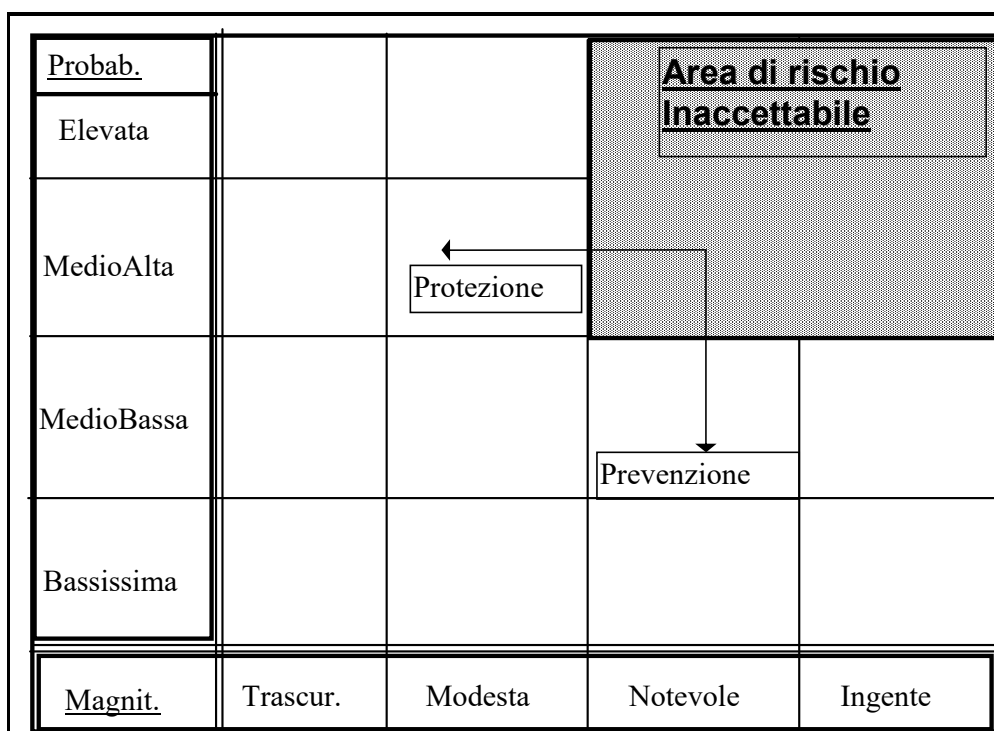 Probab.
Area di rischio
Inaccettabile
Elevata
MedioAlta
Protezione
MedioBassa
Prevenzione
Bassissima
Magnit.
Trascur.
Modesta
Notevole
Ingente